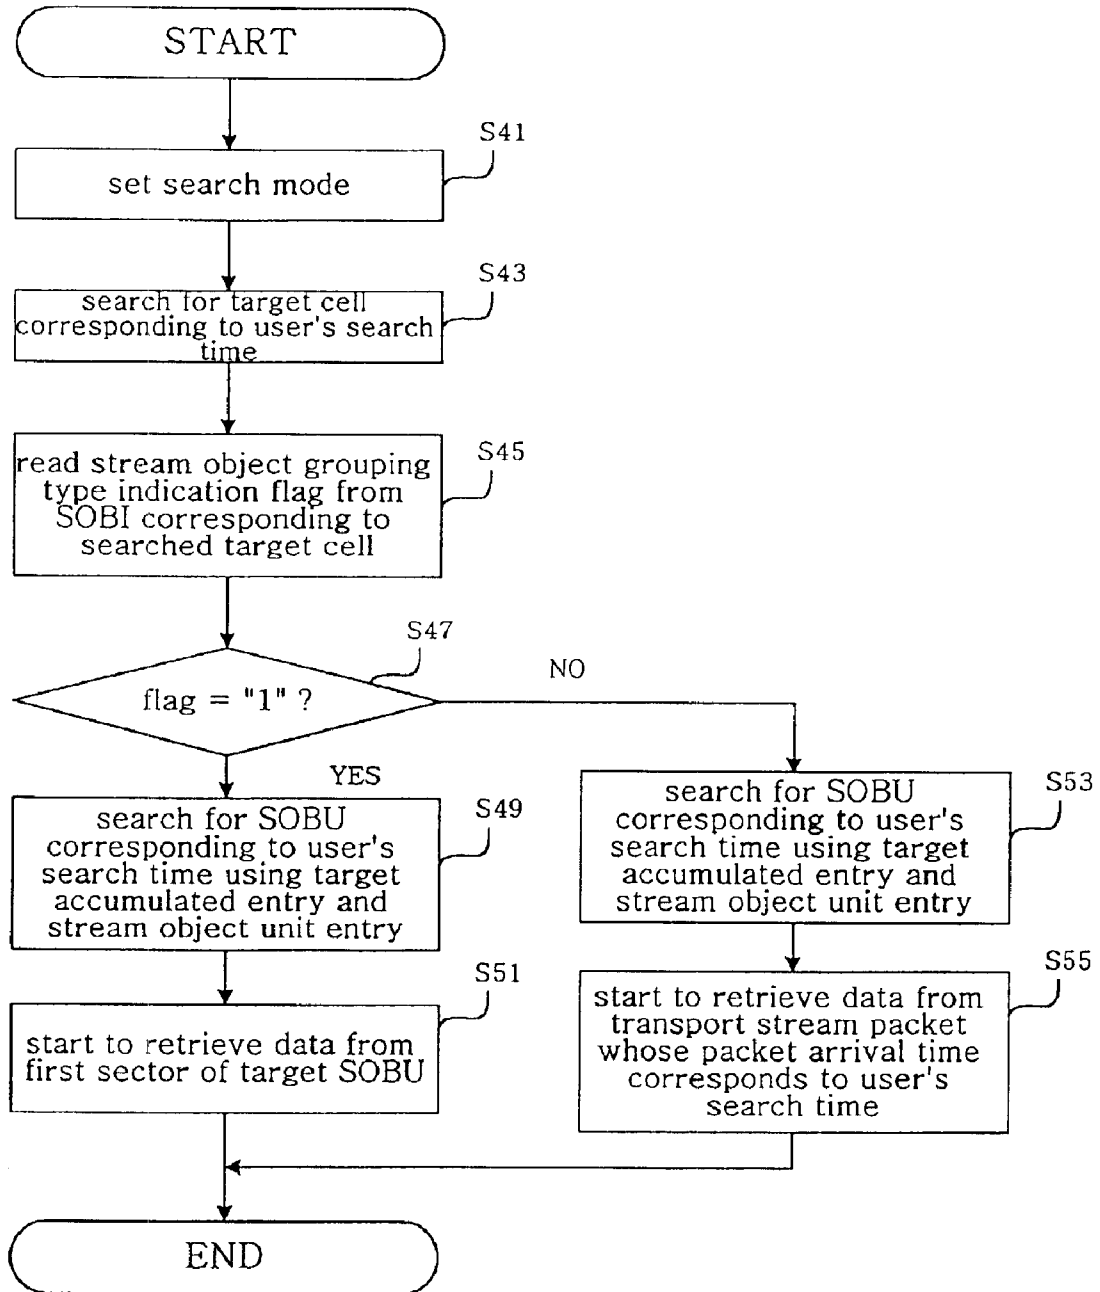 START
S41
set search mode
S43
search for target cell
corresponding to user's search
time
S45
read stream object grouping
type indication flag from
SOBI corresponding to
searched target cell
S47
flag = "1" ?
NO
YES
S49
search for SOBU
corresponding to user's
search time using target
accumulated entry and
stream object unit entry
S51
start to retrieve data from
first sector of target SOBU
S53
search for SOBU
corresponding to user's
search time using target
accumulated entry and
stream object unit entry
S55
start to retrieve data from
transport stream packet
whose packet arrival time
corresponds to user's
search time
END